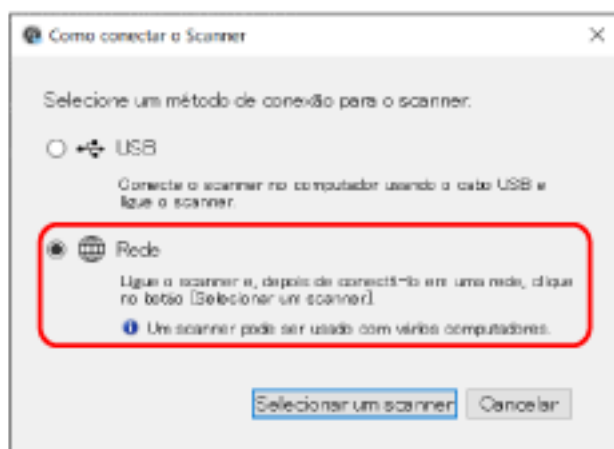 Como conectar o Scanner
Selecione um método de conexão para o scanner.
USB
Conecte o scanner no computador usando o cabo USB e
ligue o scanner.
Rede
Ligue o scanner e, depois de conectá-lo em uma rede, clique
no botão [Selecionar um scanner].
Um scanner pode ser usado com vários computadores.
Selecionar um scanner
Cancelar